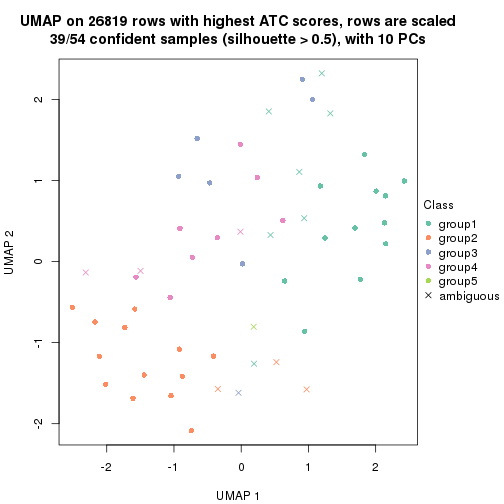 UMAP on 26819 rows with highest ATC scores, rows are scaled
39/54 confident samples (silhouette > 0.5), with 10 PCs
2
1
0
-1
-2
UMAP 2
-2
-1
0
1
2
UMAP 1
Class
group1
group2
group3
group4
group5
ambiguous